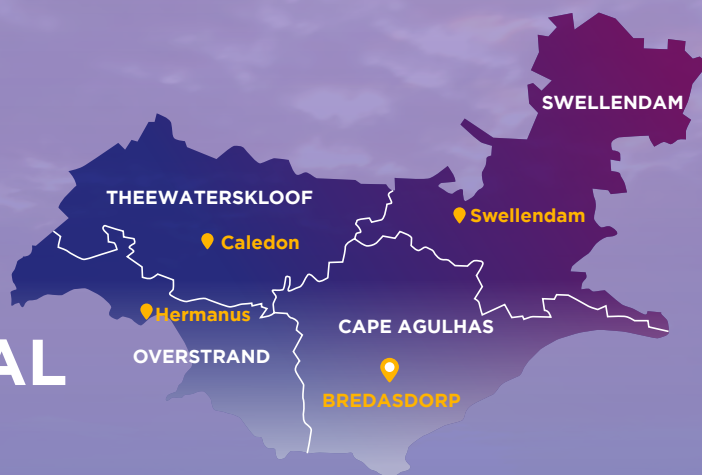 SWELLENDAM
THEEWATERSKLOOF
Swellendam
Caledon
Hermanus
CAPE AGULHAS
OVERSTRAND
AL
BREDASDORP